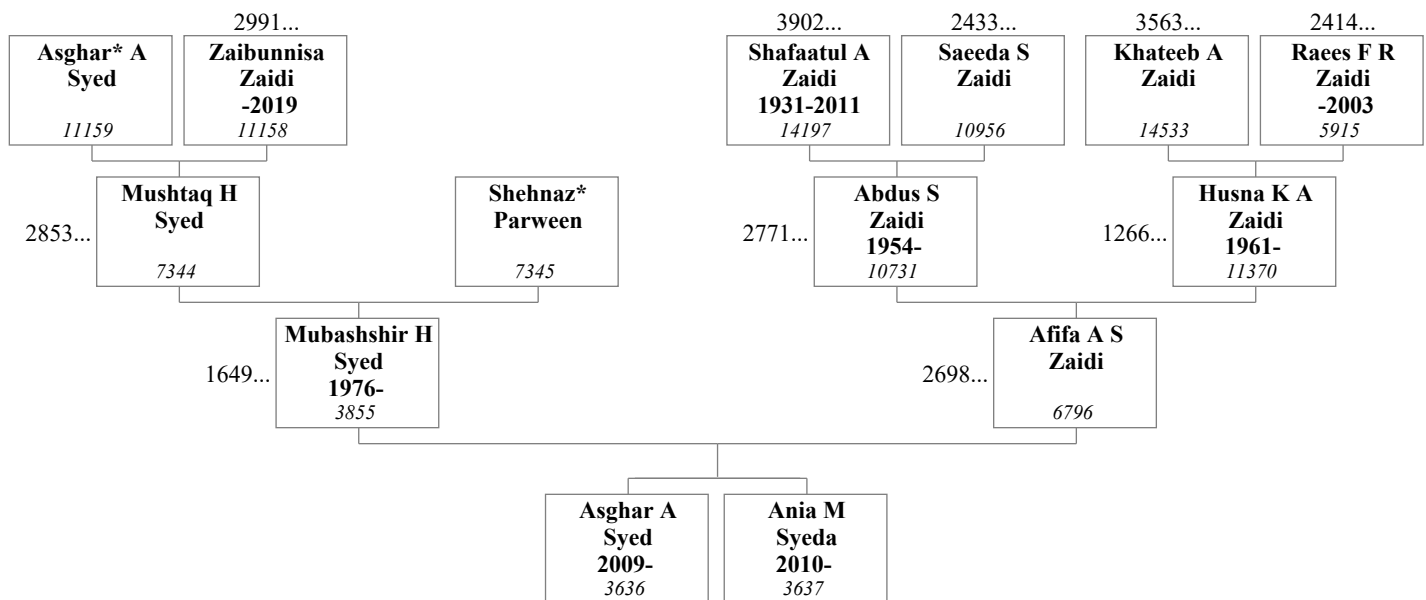 2991...
3902...
2433...
3563...
2414...
Asghar* A
Syed
11159
Zaibunnisa
Zaidi
-2019
11158
Shafaatul A
Zaidi
1931-2011
14197
Saeeda S
Zaidi
10956
Khateeb A
Zaidi
14533
Raees F R
Zaidi
-2003
5915
2853...
Mushtaq H
Syed
7344
Shehnaz*
Parween
7345
2771...
Abdus S
Zaidi
1954-
10731
1266...
Husna K A
Zaidi
1961-
11370
1649...
Mubashshir H
Syed
1976-
3855
2698...
Afifa A S
Zaidi
6796
Asghar A
Syed
2009-
3636
Ania M
Syeda
2010-
3637